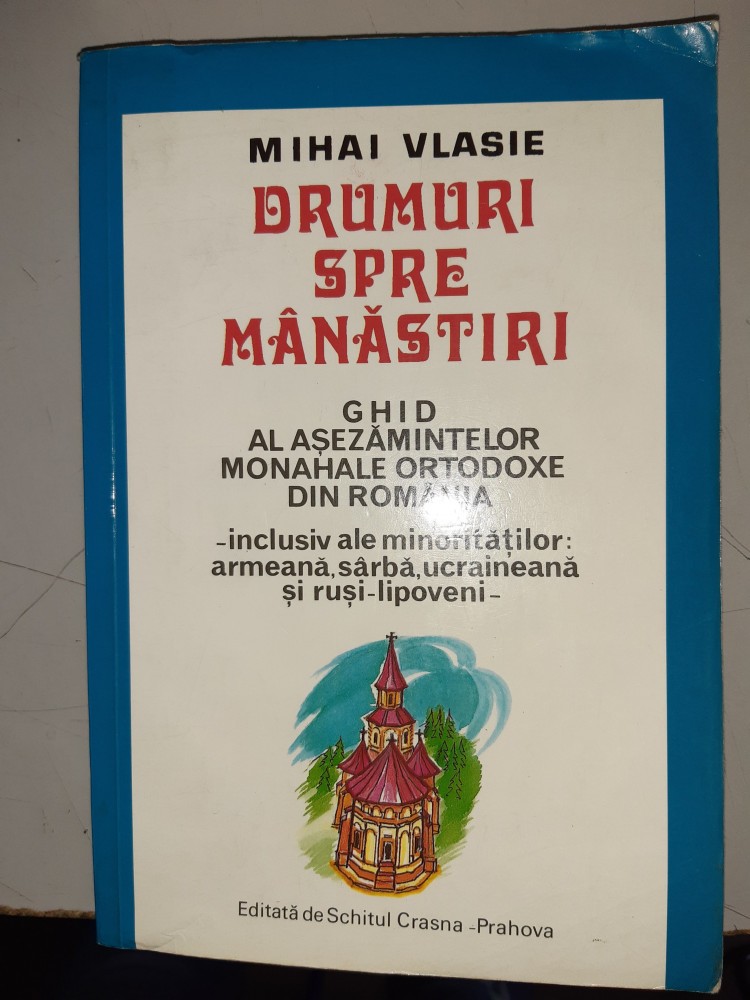 MIHAI VLASIE
DRUMURI
SPRE
MÂNĂSTIRI
GHID
AL AȘEZĂMINTELOR
MONAHALE ORTODOXE
DIN ROMÂNIA
-inclusiv ale minorităților:
armeană, sârbă, ucraineană
și ruși-lipoveni-
Editată de Schitul Crasna -Prahova